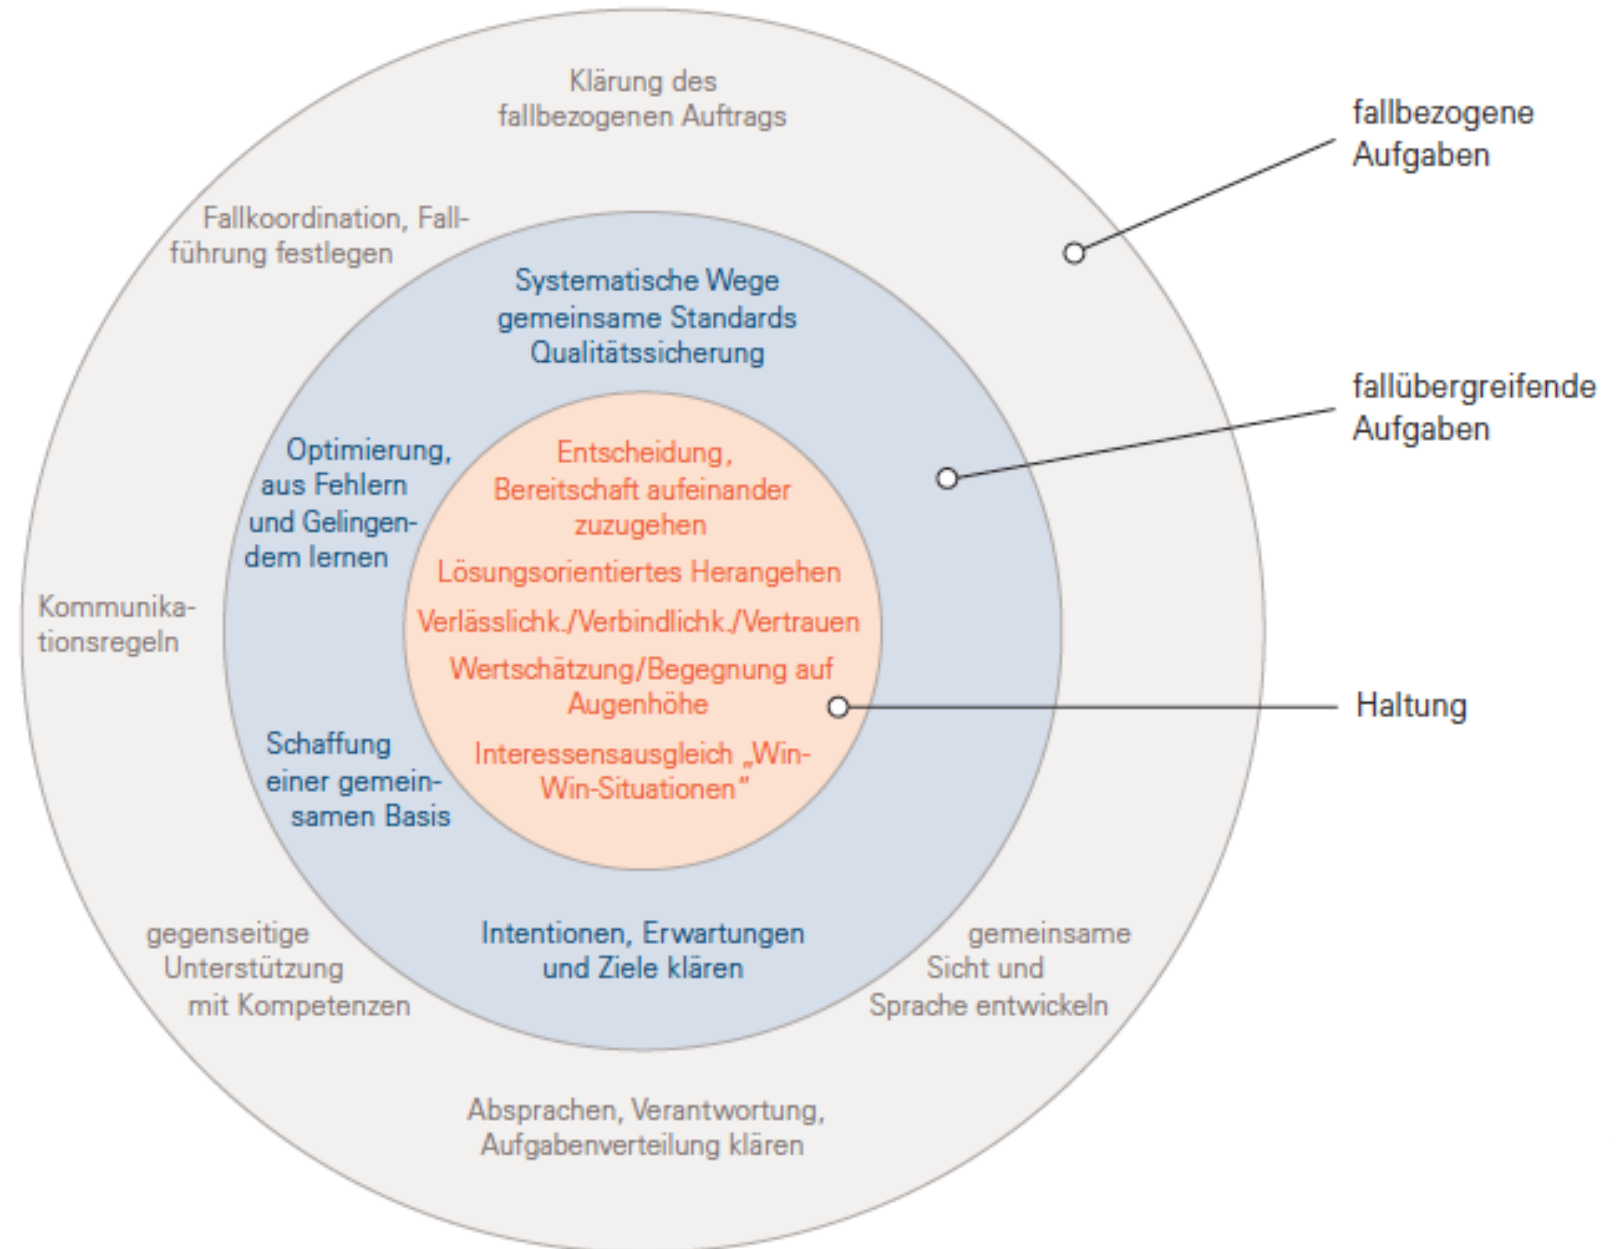 Klärung des
fallbezogenen Auftrags
Fallkoordination, Fall-
führung festlegen
Kommunika-
tionsregeln
gegenseitige
Unterstützung
mit Kompetenzen
Absprachen, Verantwortung,
Aufgabenverteilung klären
gemeinsame
Sicht und
Sprache entwickeln
Systematische Wege
gemeinsame Standards
Qualitätssicherung
Optimierung,
aus Fehlern
und Gelingen-
dem lernen
Schaffung
einer gemein-
samen Basis
Intentionen, Erwartungen
und Ziele klären
Entscheidung,
Bereitschaft aufeinander
zuzugehen
Lösungsorientiertes Herangehen
Verlässlichk./Verbindlichk./Vertrauen
Wertschätzung/Begegnung auf
Augenhöhe
Interessensausgleich „Win-
Win-Situationen“
fallbezogene
Aufgaben
fallübergreifende
Aufgaben
Haltung